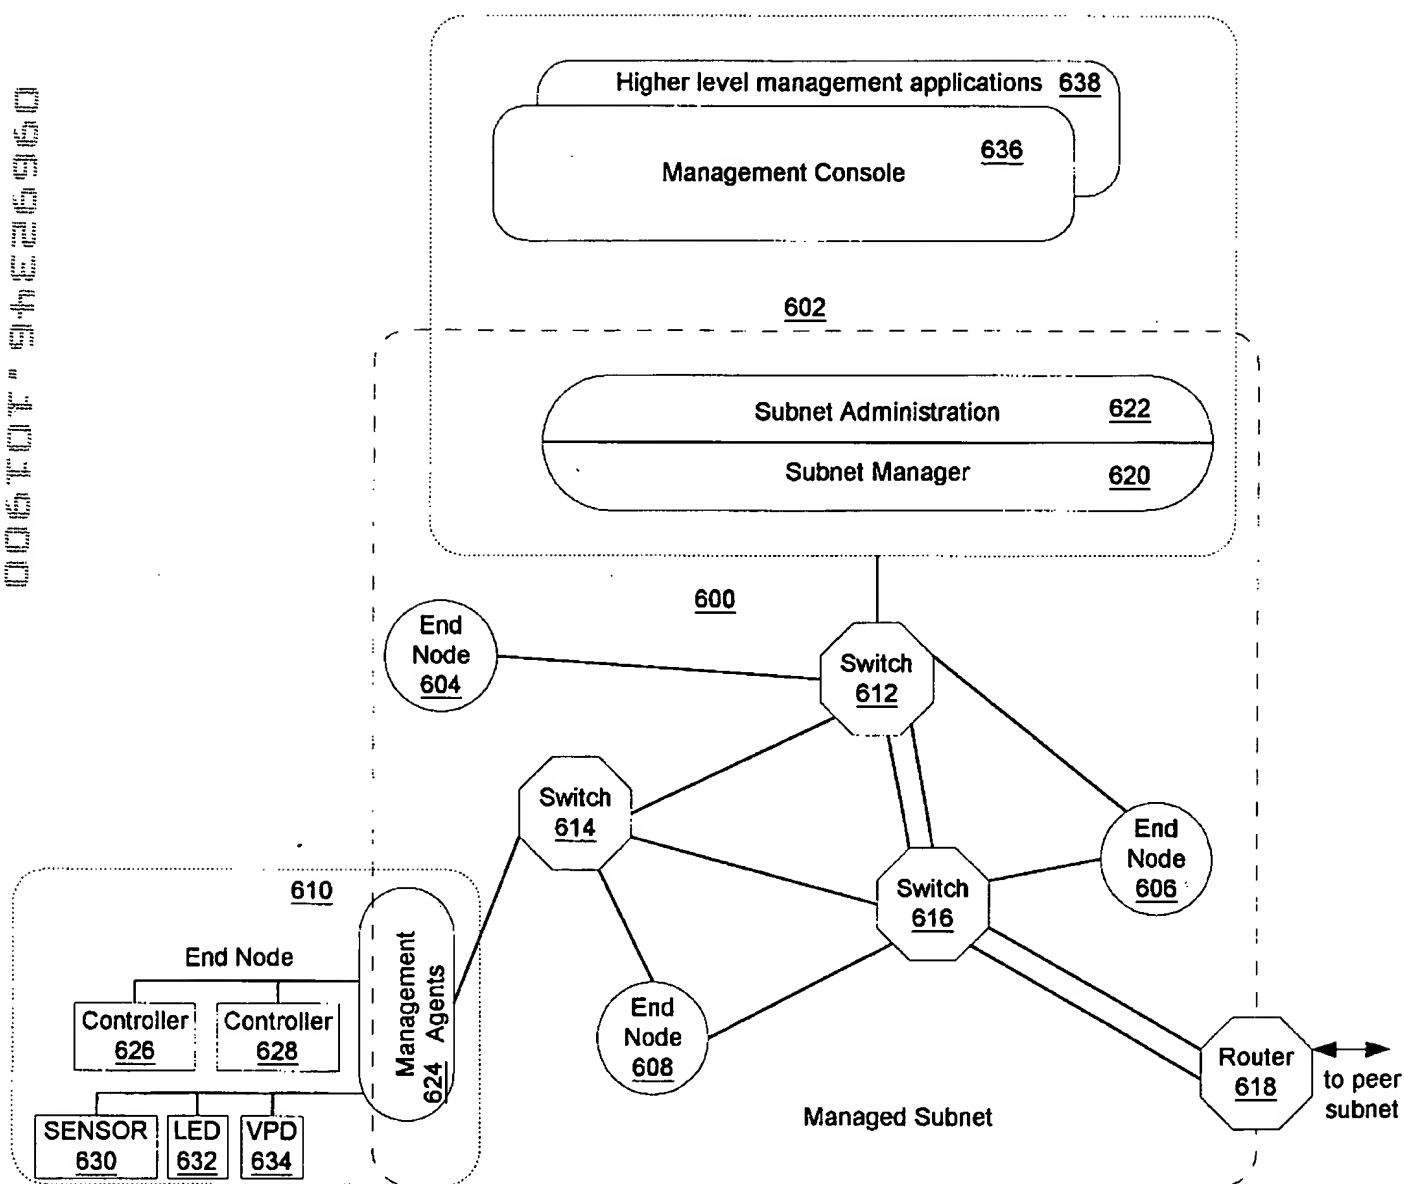 09692346.101900
Higher level management applications 638
636
Management Console
602
Subnet Administration 622
Subnet Manager 620
600
End
Node
604
Switch
612
Switch
614
End
Node
606
Switch
616
610
Management
Agents
624
End Node
Controller
626
Controller
628
End
Node
608
Router
618
to peer
subnet
SENSOR
630
LED
632
VPD
634
Managed Subnet